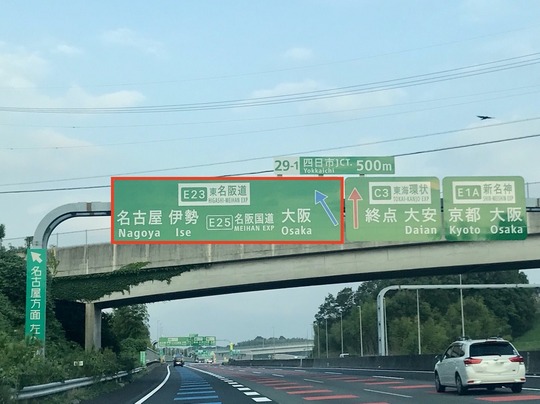 29-1 四日市JCT. 500m
Yokkaichi
E23 東名阪道
HIGASHI-MEIHAN EXP
名古屋 伊勢 E25 名阪国道 大阪
Nagoya Ise MEIHAN EXP Osaka
C3 東海環状
TOKAI-KANJO EXP
終点 大安
Daian
E1A 新名神
SHIN-MEISHIN EXP
京都 大阪
Kyoto Osaka
名古屋方面 左